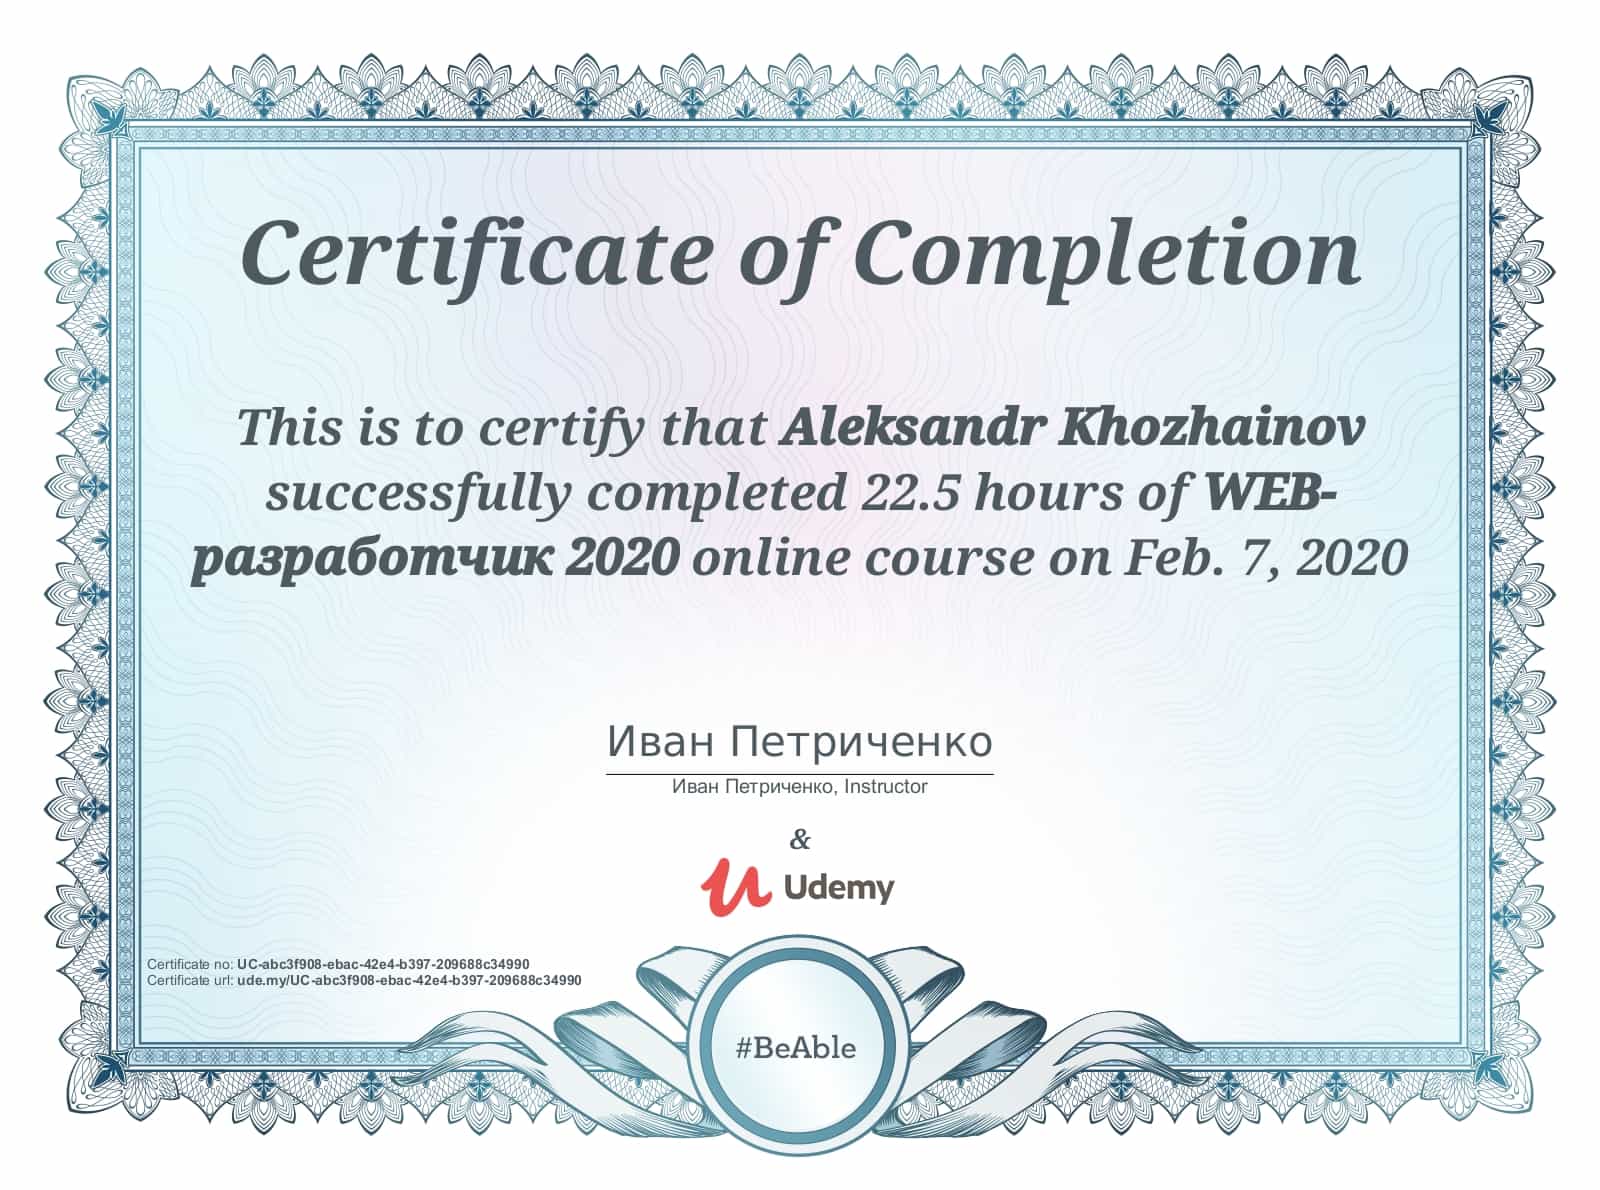 Certificate of Completion
This is to certify that Aleksandr Khozhainov
successfully completed 22.5 hours of WEB-
разработчик 2020 online course on Feb. 7, 2020
Иван Петриченко
Иван Петриченко, Instructor
&
Udemy
Certificate no: UC-abc3f908-ebac-42e4-b397-209688c34990
Certificate url: ude.my/UC-abc3f908-ebac-42e4-b397-209688c34990
#BeAble